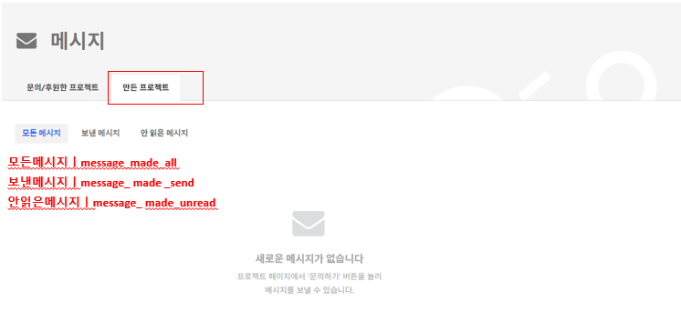 메시지
문의/후원한 프로젝트 만든 프로젝트
모든 메시지 보낸 메시지 안 읽은 메시지
모든메시지 | message_made_all
보낸메시지 | message_ made _send
안읽은메시지 | message_ made_unread
새로운 메시지가 없습니다
프로젝트 페이지에서 '문의하기' 버튼을 눌러
메시지를 보낼 수 있습니다.